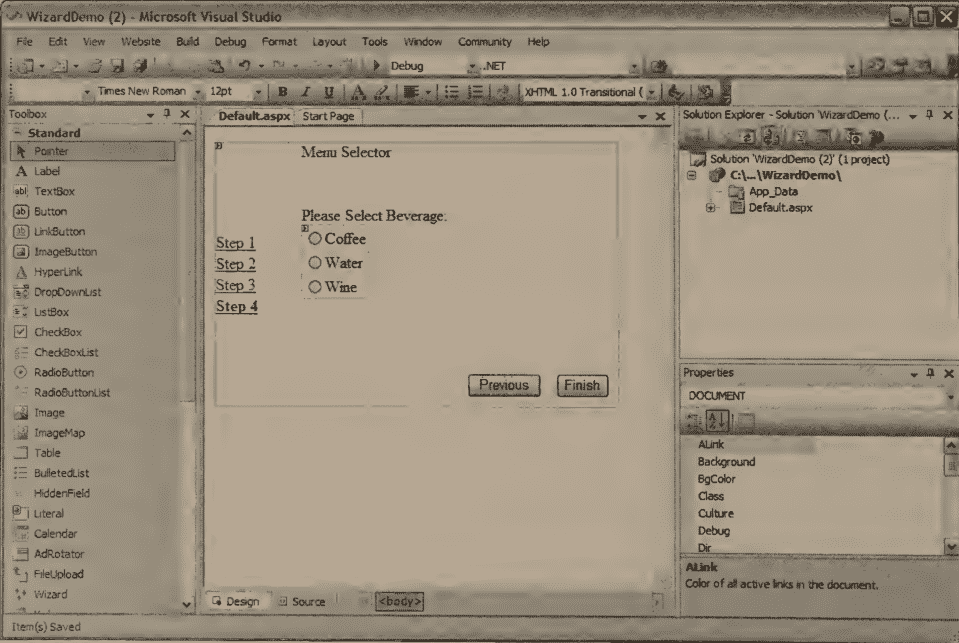 WizardDemo (2) - Microsoft Visual Studio
File Edit View Website Build Debug Format Layout Tools Window Community Help
Debug .NET
Times New Roman 12pt B I U A XHTML 1.0 Transitional (
Toolbox
Standard
Pointer
A Label
abl TextBox
ab Button
ab LinkButton
ImageButton
A HyperLink
DropDownList
ListBox
CheckBox
CheckBoxList
RadioButton
RadioButtonList
Image
ImageMap
Table
BulletedList
HiddenField
Literal
Calendar
AdRotator
FileUpload
Wizard
Item(s) Saved
Default.aspx Start Page
Menu Selector
Please Select Beverage.
Coffee
Water
Wine
Step 1
Step 2
Step 3
Step 4
Previous Finish
Design Source <body>
Solution Explorer - Solution 'WizardDemo (...
Solution 'WizardDemo (2)' (1 project)
C:\...\WizardDemo\
App_Data
Default.aspx
Properties
DOCUMENT
ALink
Background
BgColor
Class
Culture
Debug
Dir
ALink
Color of all active links in the document.